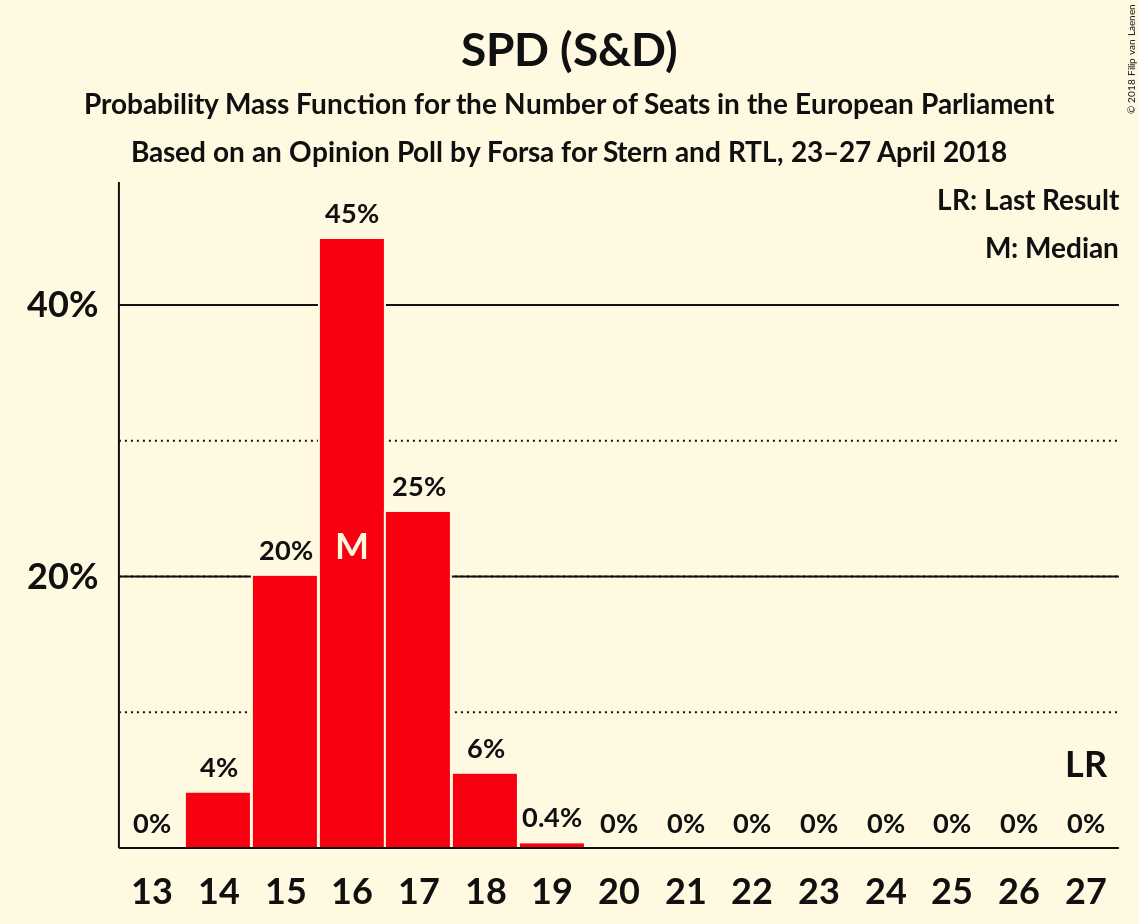 SPD (S&D)
Probability Mass Function for the Number of Seats in the European Parliament
Based on an Opinion Poll by Forsa for Stern and RTL, 23–27 April 2018
© 2018 Filip van Laenen
LR: Last Result
M: Median
45%
40%
25%
20%
M
20%
6%
4%
LR
0%
0.4%
0%
0%
0%
0%
0%
0%
0%
0%
13 14 15 16 17 18 19 20 21 22 23 24 25 26 27